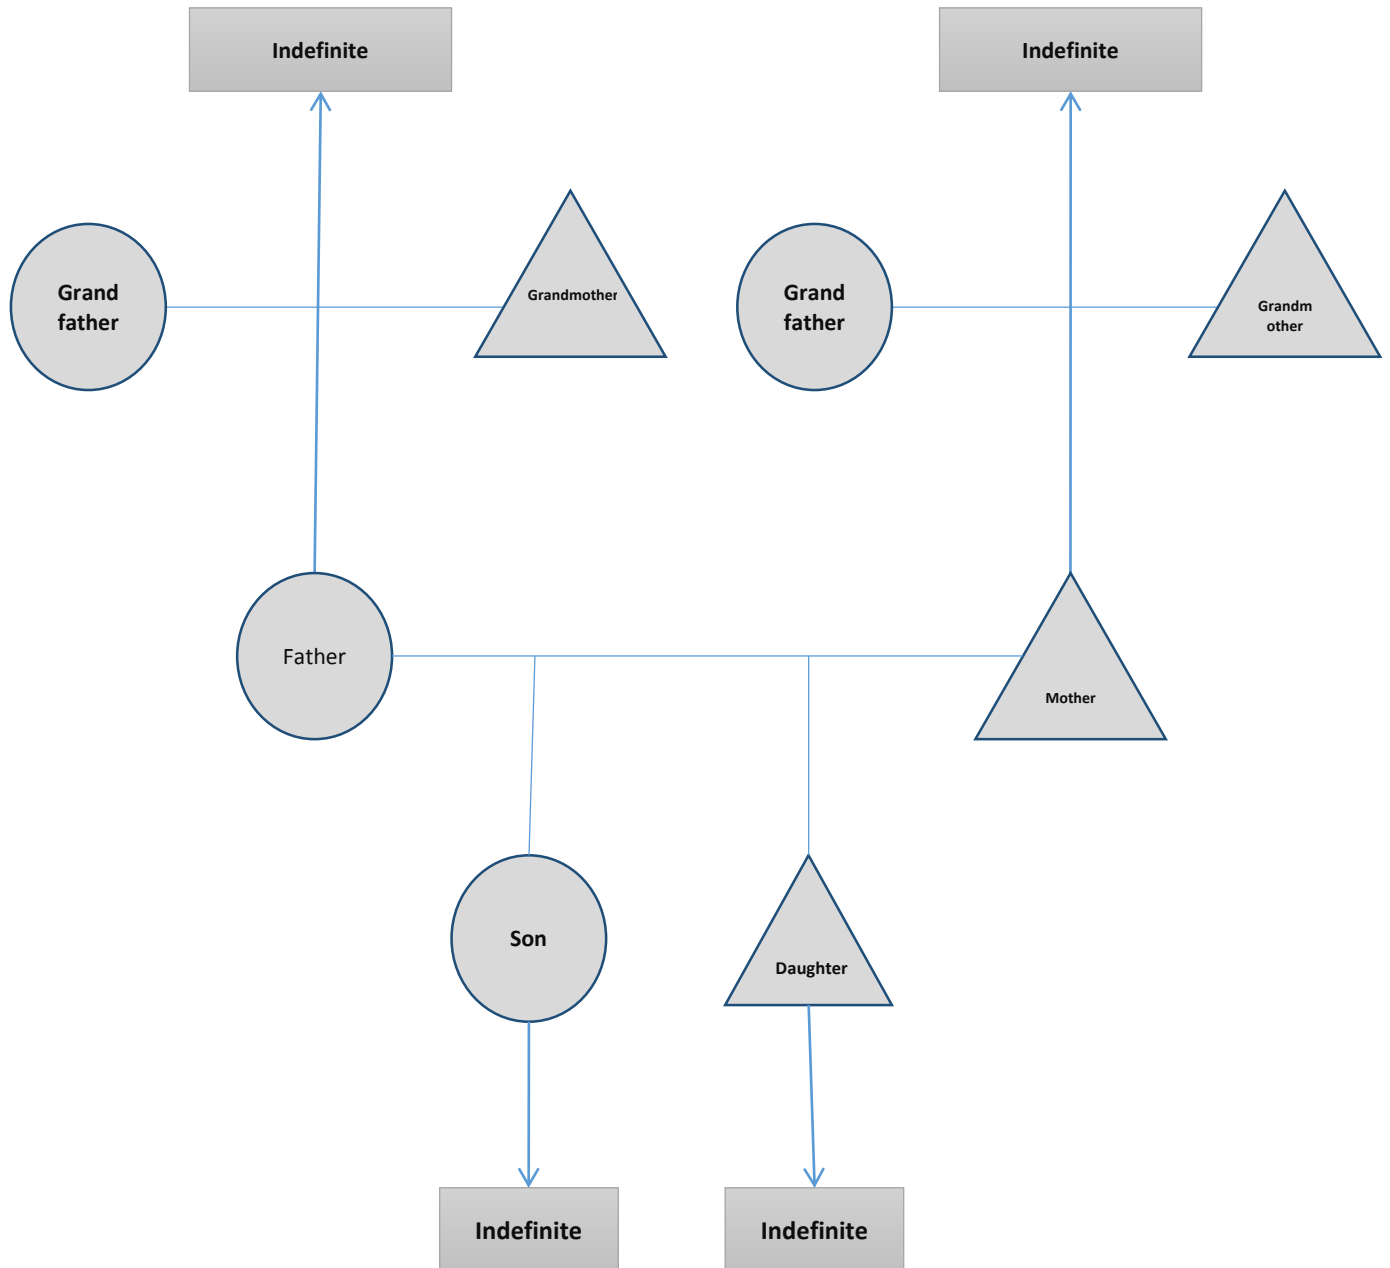 Indefinite
Indefinite
Grand
father
Grandmother
Grand
father
Grandm
other
Father
Mother
Son
Daughter
Indefinite
Indefinite